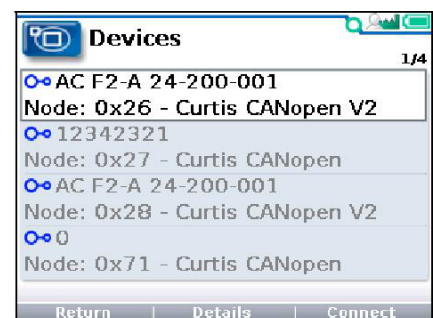 Devices
1/4
AC F2-A 24-200-001
Node: 0x26 - Curtis CANopen V2
12342321
Node: 0x27 - Curtis CANopen
AC F2-A 24-200-001
Node: 0x28 - Curtis CANopen V2
0
Node: 0x71 - Curtis CANopen
Return | Details | Connect